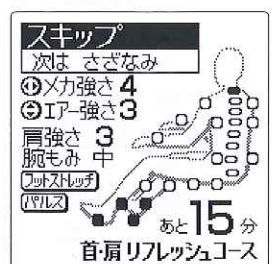 スキップ
次は さざなみ
メカ強さ 4
エアー強さ 3
肩強さ 3
腕もみ 中
フットストレッチ
パルス
あと15分
首・肩リフレッシュコース